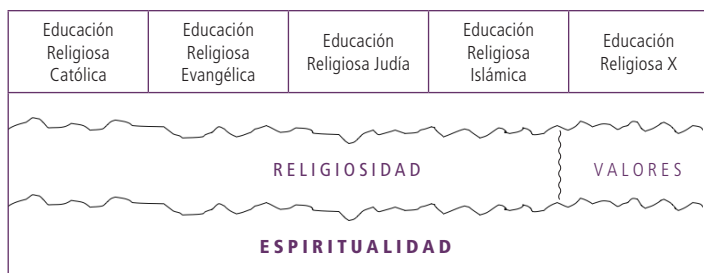 Educación
Religiosa
Católica
Educación
Religiosa
Evangélica
Educación
Religiosa Judía
Educación
Religiosa
Islámica
Educación
Religiosa X
RELIGIOSIDAD
VALORES
ESPIRITUALIDAD